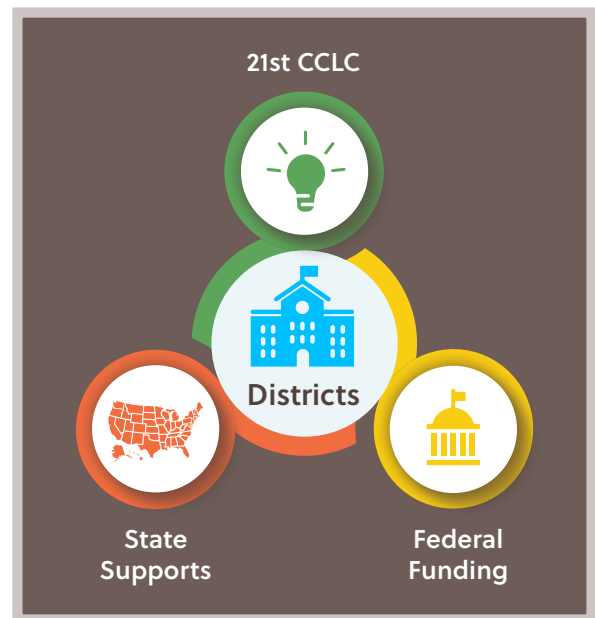 21st CCLC
Districts
State
Supports
Federal
Funding